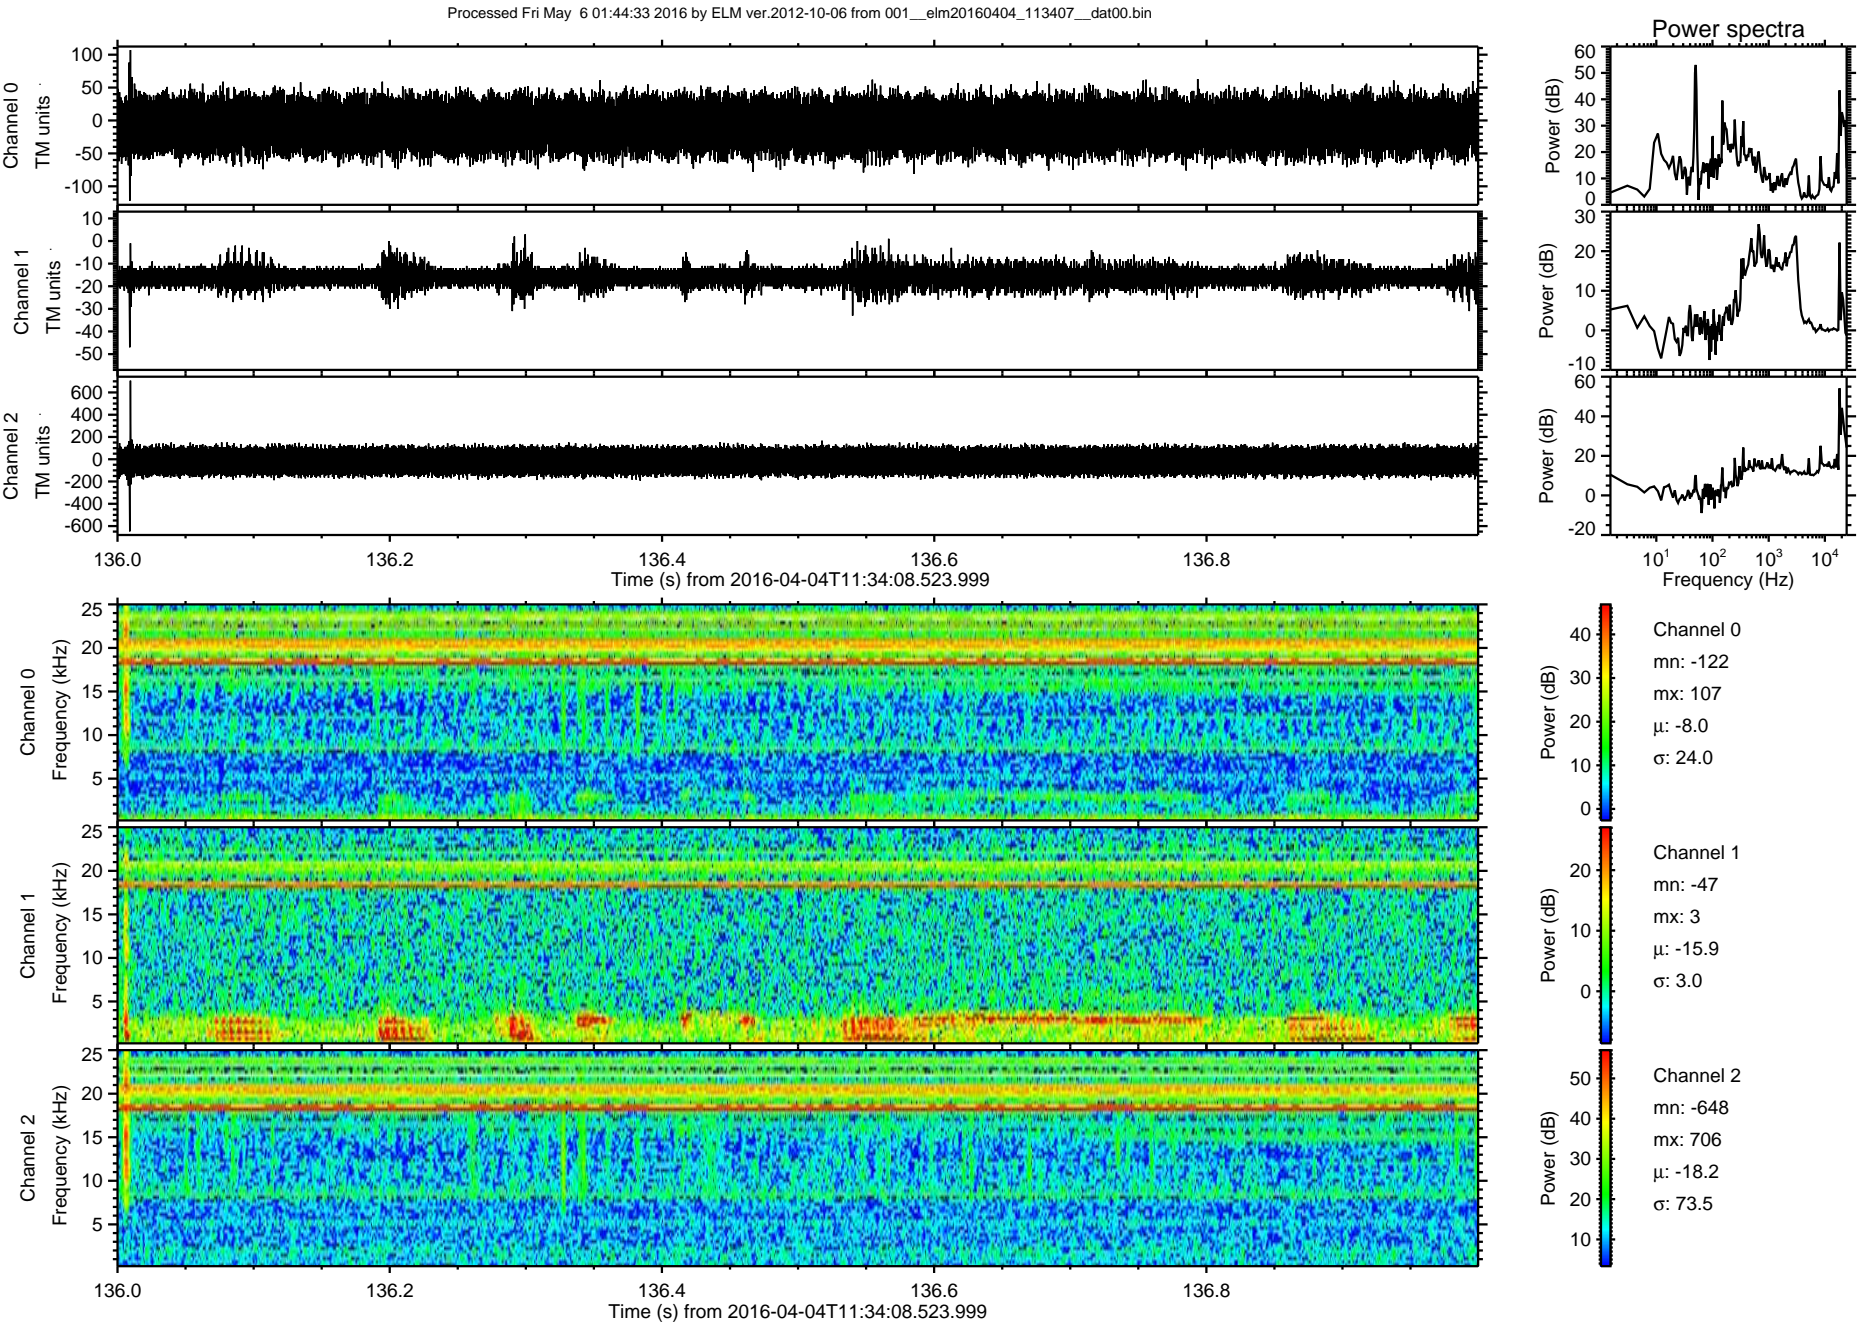 Processed Fri May  6 01:44:33 2016 by ELM ver.2012-10-06 from 001__elm20160404_113407__dat00.bin
Power spectra
Channel 0
TM units
100
50
0
-50
-100
Power (dB)
60
50
40
30
20
10
0
Channel 1
TM units
10
0
-10
-20
-30
-40
-50
Power (dB)
30
20
10
0
-10
Channel 2
TM units
600
400
200
0
-200
-400
-600
Power (dB)
60
40
20
0
-20
136.0 136.2 136.4 136.6 136.8
Time (s) from 2016-04-04T11:34:08.523.999
10¹ 10² 10³ 10⁴
Frequency (Hz)
Channel 0
Frequency (kHz)
25
20
15
10
5
Power (dB)
40
30
20
10
0
Channel 0
mn: -122
mx: 107
μ: -8.0
σ: 24.0
Channel 1
Frequency (kHz)
25
20
15
10
5
Power (dB)
20
10
0
Channel 1
mn: -47
mx: 3
μ: -15.9
σ: 3.0
Channel 2
Frequency (kHz)
25
20
15
10
5
Power (dB)
50
40
30
20
10
Channel 2
mn: -648
mx: 706
μ: -18.2
σ: 73.5
136.0 136.2 136.4 136.6 136.8
Time (s) from 2016-04-04T11:34:08.523.999